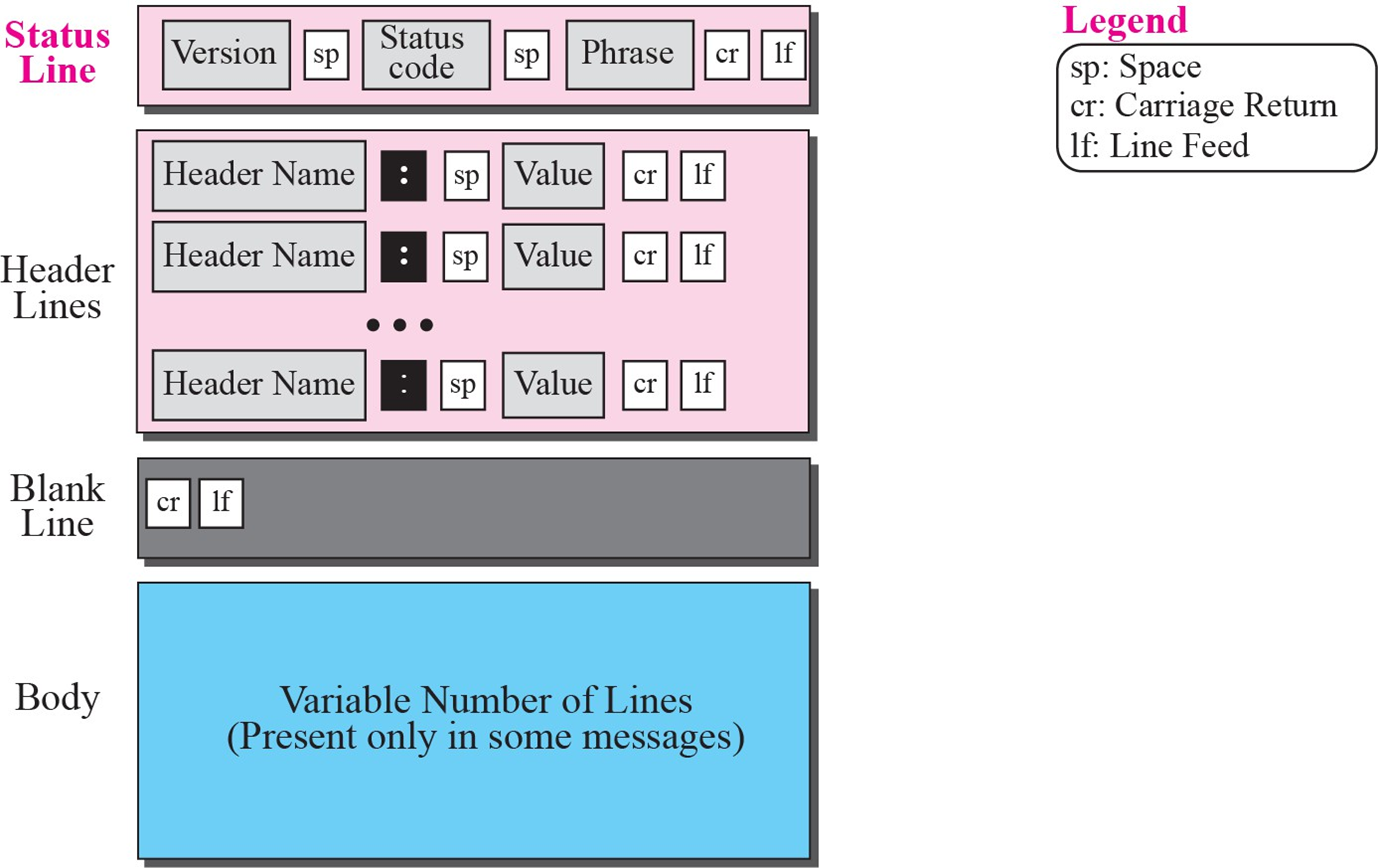 Status
Line
Version sp Status code sp Phrase cr lf
Header
Lines
Header Name : sp Value cr lf
Header Name : sp Value cr lf
• • •
Header Name : sp Value cr lf
Blank
Line
cr lf
Body
Variable Number of Lines
(Present only in some messages)
Legend
sp: Space
cr: Carriage Return
lf: Line Feed